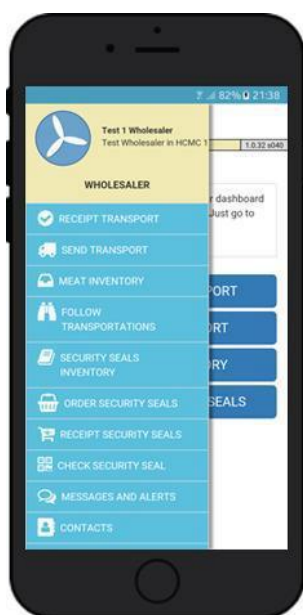 82% 21:38
Test 1 Wholesaler
Test Wholesaler in HCMC 1
1.0.32 s040
WHOLESALER
r dashboard
Just go to
RECEIPT TRANSPORT
SEND TRANSPORT
MEAT INVENTORY
PORT
FOLLOW
TRANSPORTATIONS
ORT
SECURITY SEALS
INVENTORY
RY
ORDER SECURITY SEALS
SEALS
RECEIPT SECURITY SEALS
CHECK SECURITY SEAL
MESSAGES AND ALERTS
CONTACTS